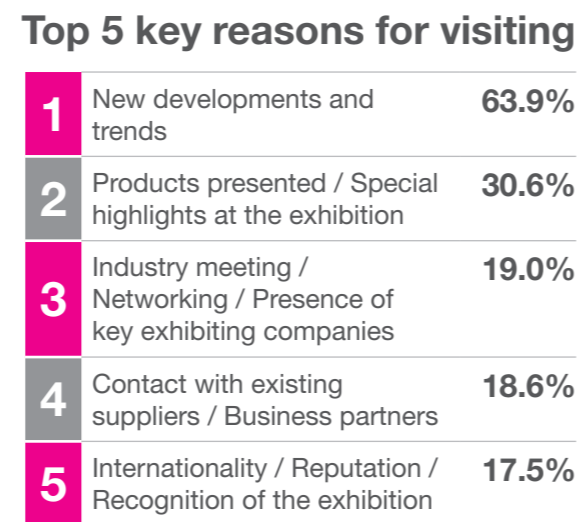 Top 5 key reasons for visiting
1 New developments and 63.9%
trends
2 Products presented / Special 30.6%
highlights at the exhibition
3 Industry meeting / 19.0%
Networking / Presence of
key exhibiting companies
4 Contact with existing 18.6%
suppliers / Business partners
5 Internationality / Reputation / 17.5%
Recognition of the exhibition